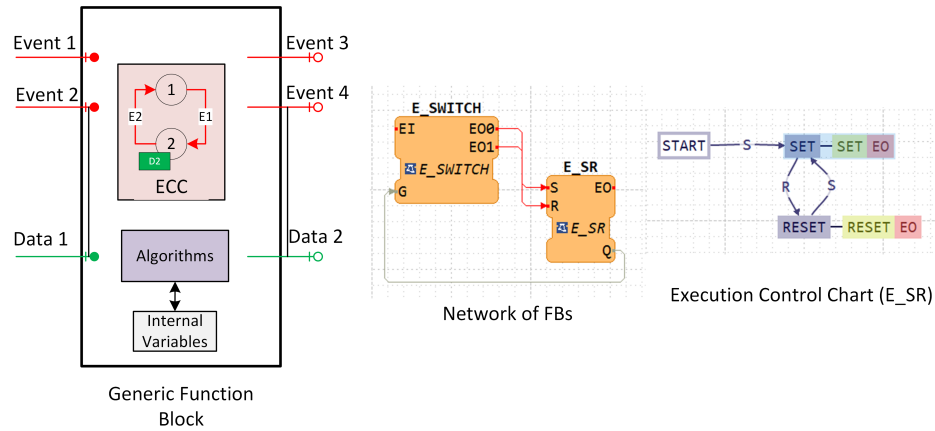 Event 1
Event 2
Data 1
1
E2
E1
2
D2
ECC
Algorithms
Internal
Variables
Event 3
Event 4
Data 2
Generic Function
Block
E_SWITCH
EI
EO0
EO1
E_SWITCH
G
E_SR
S
EO
R
E_SR
Q
Network of FBs
START
S
SET
SET
EO
R
S
RESET
RESET
EO
Execution Control Chart (E_SR)